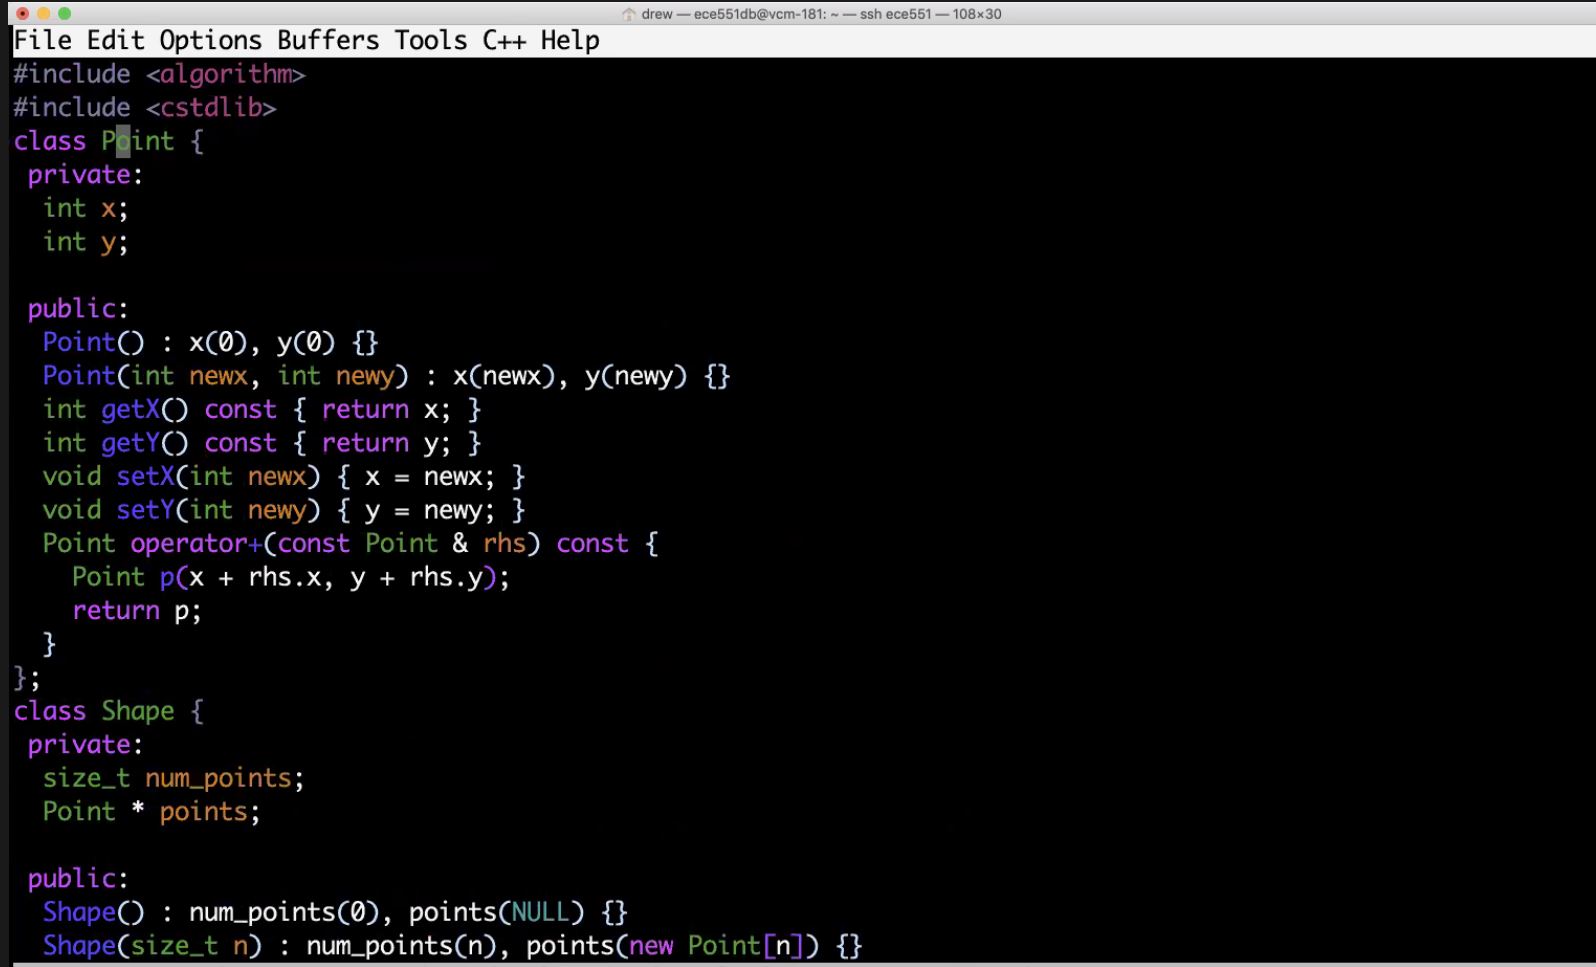 drew — ece551db@vcm-181: ~ — ssh ece551 — 108×30
File Edit Options Buffers Tools C++ Help
#include <algorithm>
#include <cstdlib>
class Point {
 private:
  int x;
  int y;

 public:
  Point() : x(0), y(0) {}
  Point(int newx, int newy) : x(newx), y(newy) {}
  int getX() const { return x; }
  int getY() const { return y; }
  void setX(int newx) { x = newx; }
  void setY(int newy) { y = newy; }
  Point operator+(const Point & rhs) const {
    Point p(x + rhs.x, y + rhs.y);
    return p;
  }
};
class Shape {
 private:
  size_t num_points;
  Point * points;

 public:
  Shape() : num_points(0), points(NULL) {}
  Shape(size_t n) : num_points(n), points(new Point[n]) {}